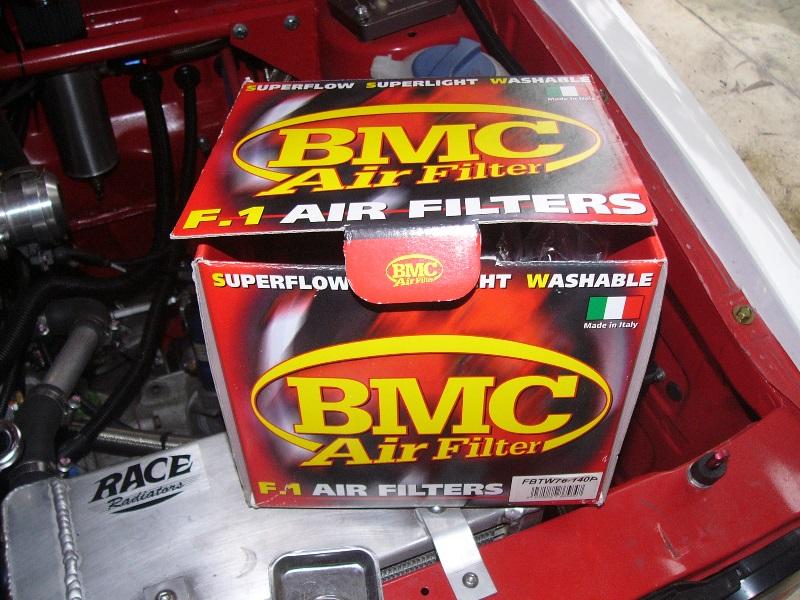 SUPERFLOW SUPERLIGHT WASHABLE
Made in Italy
BMC
Air Filter
F.1 AIR FILTERS
BMC
Air Filter
SUPERFLOW GHT WASHABLE
Made in Italy
BMC
Air Filter
F.1 AIR FILTERS
FBTW76-140P
RACE
Radiators